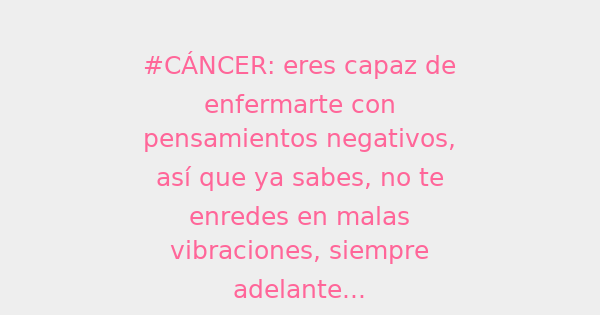 #CÁNCER: eres capaz de
enfermarte con
pensamientos negativos,
así que ya sabes, no te
enredes en malas
vibraciones, siempre
adelante...